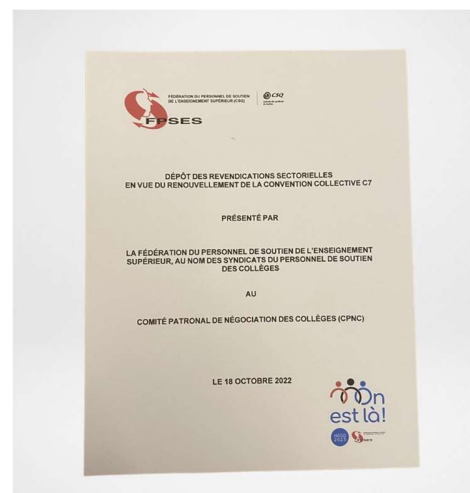 FÉDÉRATION DU PERSONNEL DE SOUTIEN
DE L'ENSEIGNEMENT SUPÉRIEUR (CSQ)
CSQ
FPSES
DÉPÔT DES REVENDICATIONS SECTORIELLES
EN VUE DU RENOUVELLEMENT DE LA CONVENTION COLLECTIVE C7
PRÉSENTÉ PAR
LA FÉDÉRATION DU PERSONNEL DE SOUTIEN DE L'ENSEIGNEMENT
SUPÉRIEUR, AU NOM DES SYNDICATS DU PERSONNEL DE SOUTIEN
DES COLLÈGES
AU
COMITÉ PATRONAL DE NÉGOCIATION DES COLLÈGES (CPNC)
LE 18 OCTOBRE 2022
On
est là!
NÉGO
2023